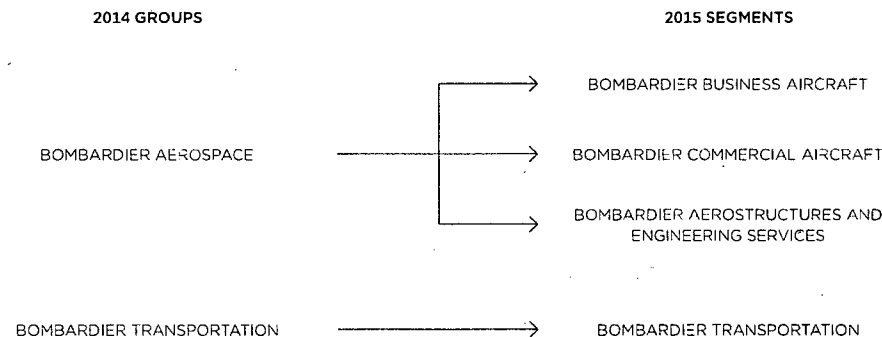 2014 GROUPS
2015 SEGMENTS
BOMBARDIER BUSINESS AIRCRAFT
BOMBARDIER AEROSPACE
BOMBARDIER COMMERCIAL AIRCRAFT
BOMBARDIER AEROSTRUCTURES AND
ENGINEERING SERVICES
BOMBARDIER TRANSPORTATION
BOMBARDIER TRANSPORTATION